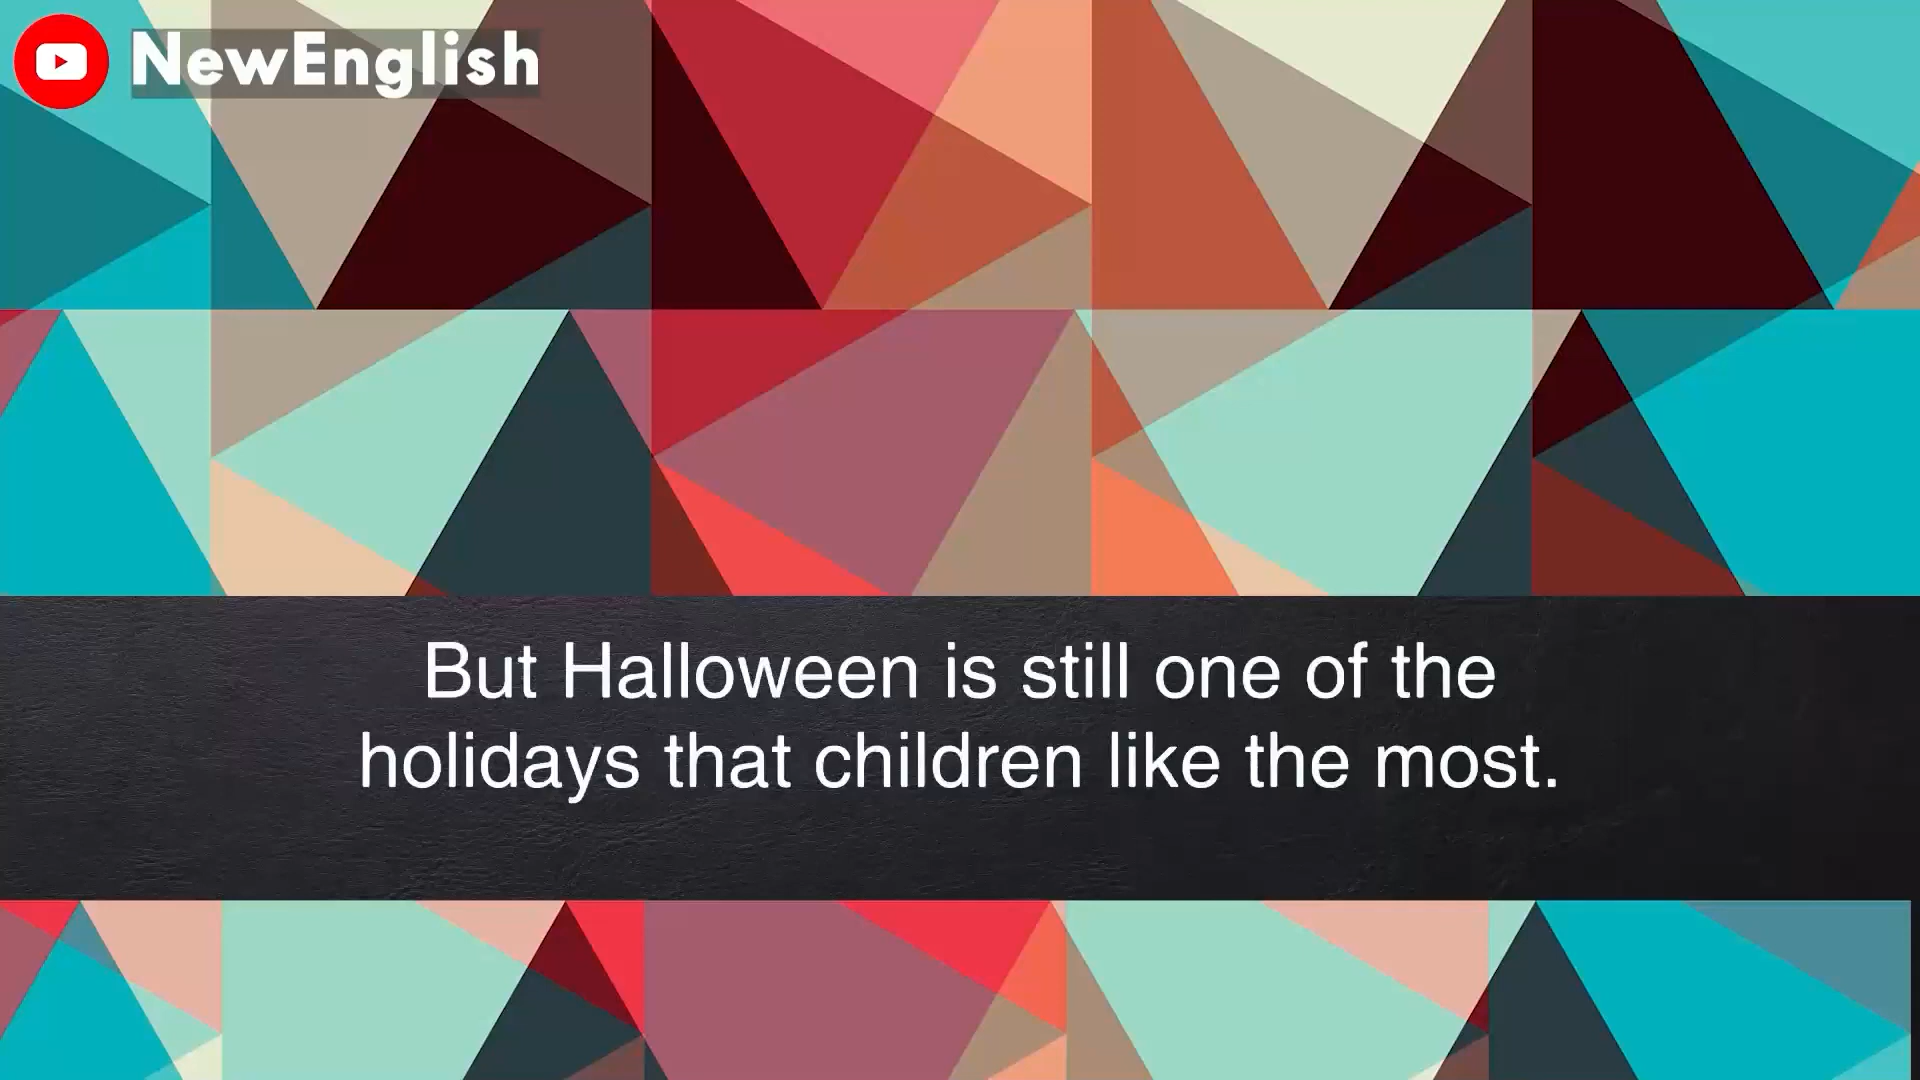 NewEnglish
But Halloween is still one of the
holidays that children like the most.